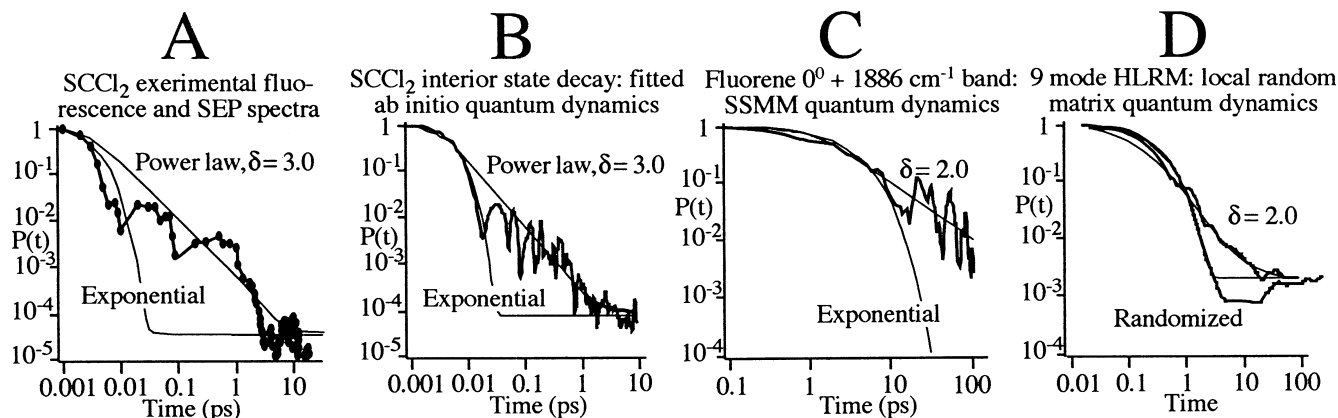 A
SCCl₂ exerimental fluo-
rescence and SEP spectra
1
10⁻¹
10⁻²
P(t)
10⁻³
10⁻⁴
10⁻⁵
Power law, δ= 3.0
Exponential
0.001 0.01 0.1 1 10
Time (ps)
B
SCCl₂ interior state decay: fitted
ab initio quantum dynamics
1
10⁻¹
10⁻²
P(t)
10⁻³
10⁻⁴
10⁻⁵
Power law, δ= 3.0
Exponential
0.001 0.01 0.1 1 10
Time (ps)
C
Fluorene 0⁰ + 1886 cm⁻¹ band:
SSMM quantum dynamics
1
10⁻¹
P(t)
10⁻²
10⁻³
10⁻⁴
δ= 2.0
Exponential
0.1 1 10 100
Time (ps)
D
9 mode HLRM: local random
matrix quantum dynamics
1
10⁻¹
P(t)
10⁻²
10⁻³
10⁻⁴
δ= 2.0
Randomized
0.01 0.1 1 10 100
Time